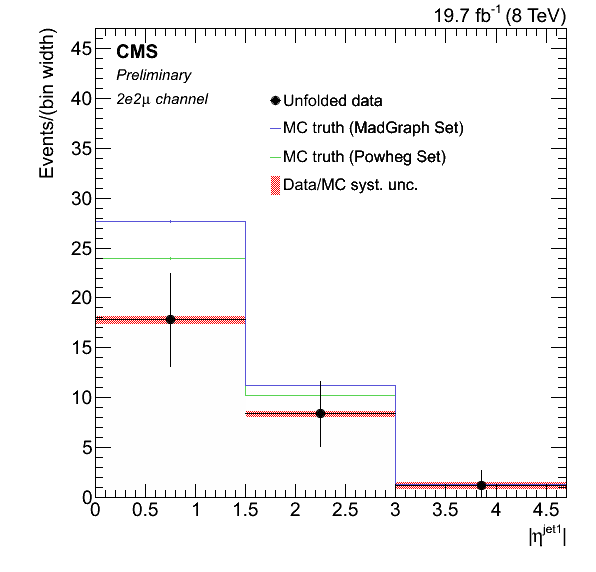 19.7 fb⁻¹ (8 TeV)
Events/(bin width)
CMS
Preliminary
2e2μ channel
Unfolded data
MC truth (MadGraph Set)
MC truth (Powheg Set)
Data/MC syst. unc.
45
40
35
30
25
20
15
10
5
0
0 0.5 1 1.5 2 2.5 3 3.5 4 4.5
|η^jet1|